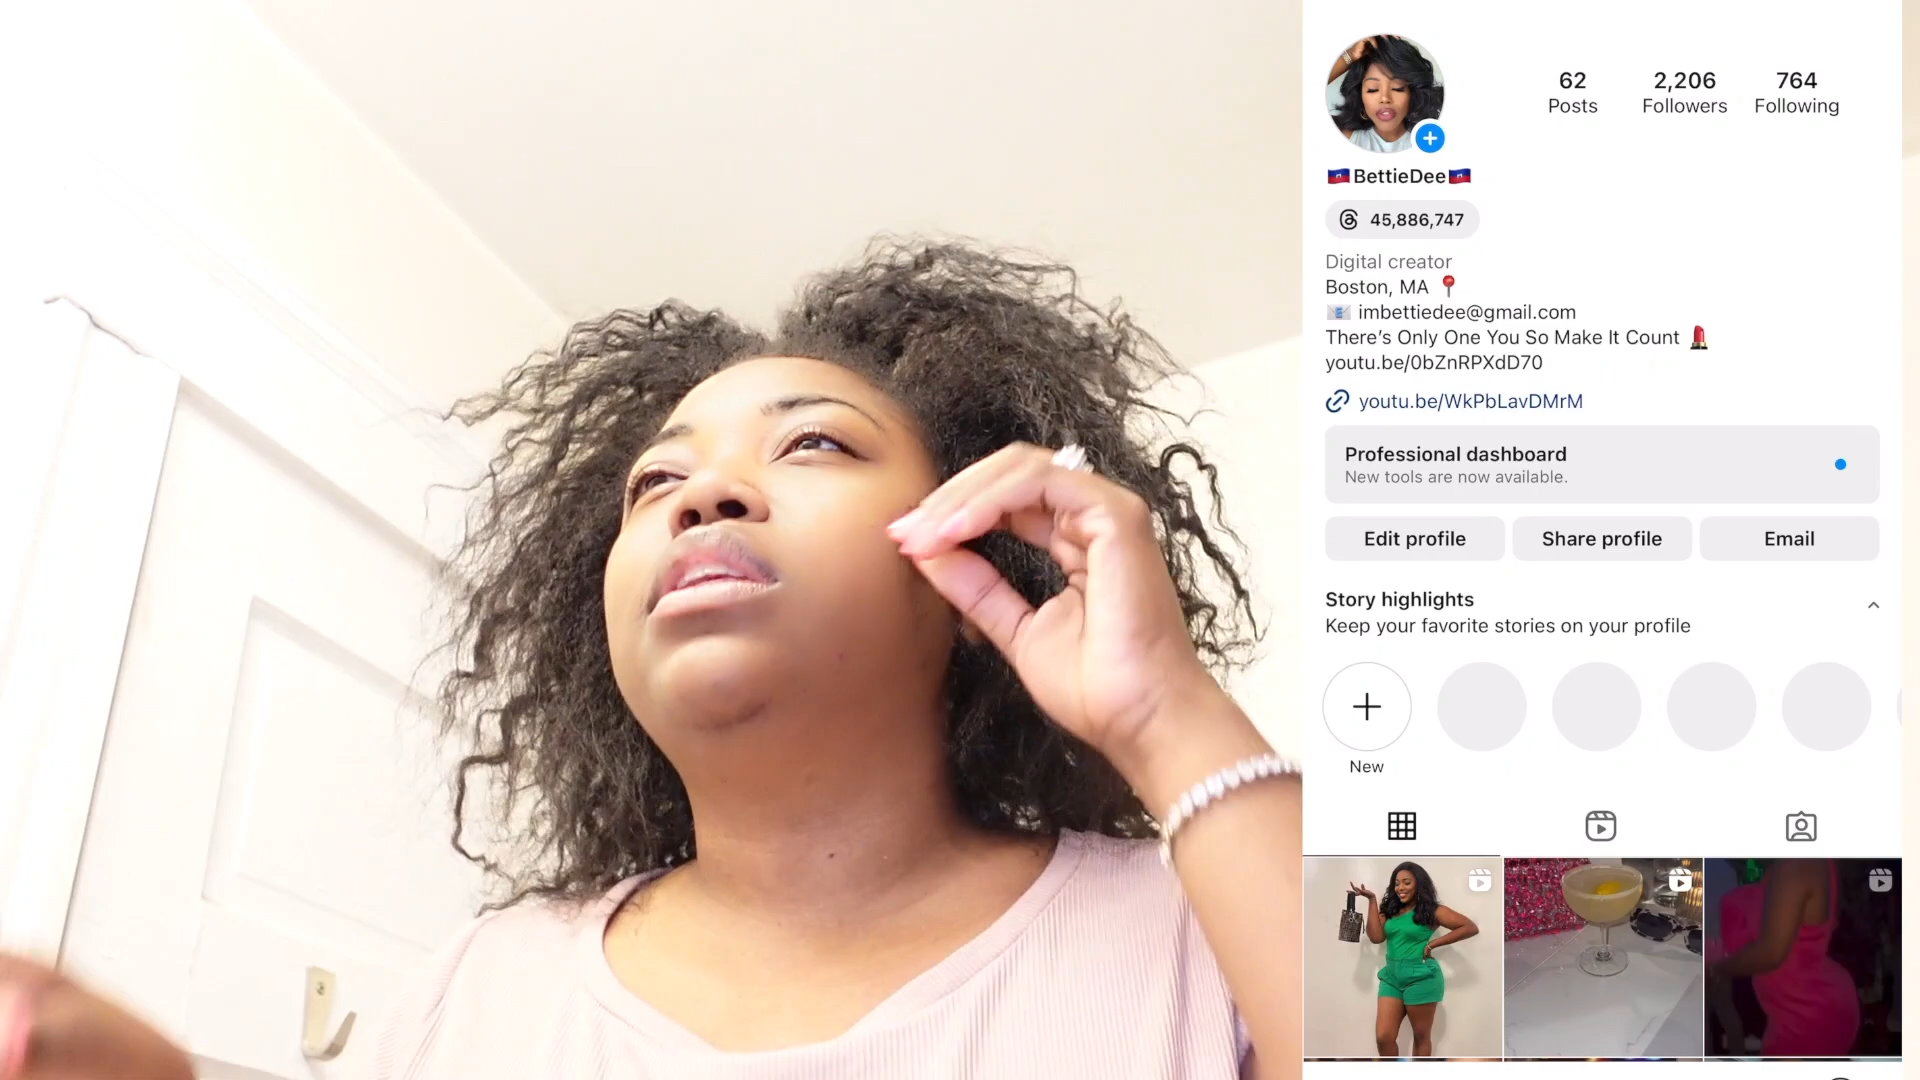 62 2,206 764
Posts Followers Following
🇭🇹BettieDee🇭🇹
45,886,747
Digital creator
Boston, MA 📍
📧 imbettiedee@gmail.com
There’s Only One You So Make It Count 💄
youtu.be/0bZnRPXdD70
youtu.be/WkPbLavDMrM
Professional dashboard
New tools are now available.
Edit profile Share profile Email
Story highlights
Keep your favorite stories on your profile
New